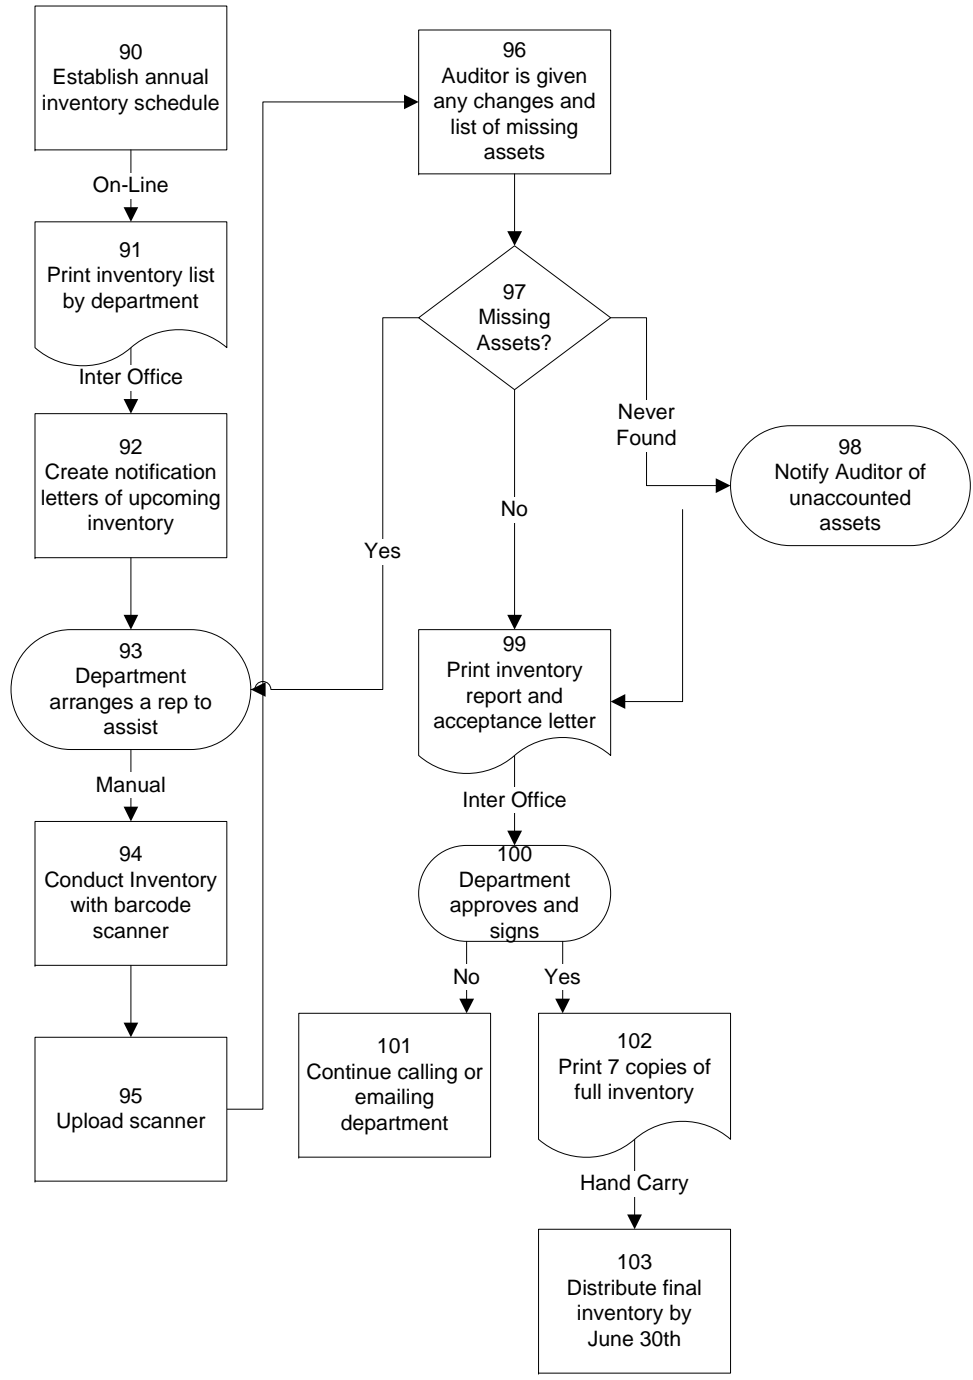 90
Establish annual
inventory schedule
On-Line
91
Print inventory list
by department
Inter Office
92
Create notification
letters of upcoming
inventory
93
Department
arranges a rep to
assist
Manual
94
Conduct Inventory
with barcode
scanner
95
Upload scanner
96
Auditor is given
any changes and
list of missing
assets
97
Missing
Assets?
Yes
No
Never
Found
98
Notify Auditor of
unaccounted
assets
99
Print inventory
report and
acceptance letter
Inter Office
100
Department
approves and
signs
No
Yes
101
Continue calling or
emailing
department
102
Print 7 copies of
full inventory
Hand Carry
103
Distribute final
inventory by
June 30th